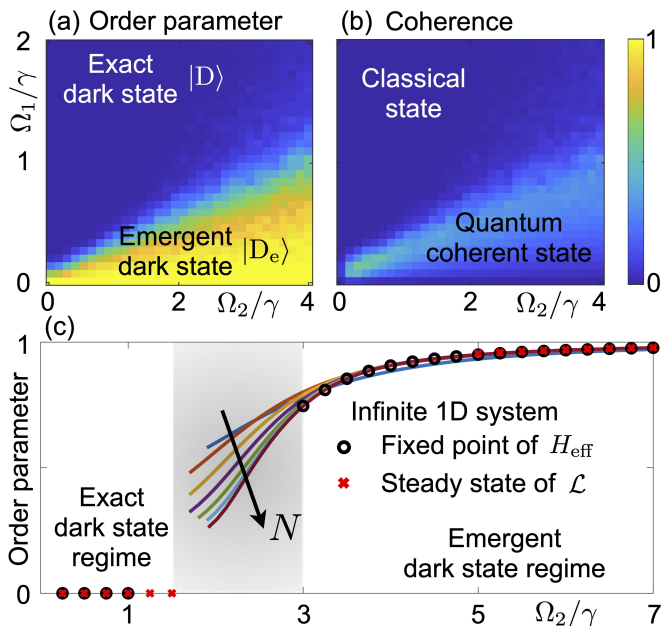 (a) Order parameter
(b) Coherence
2
1
0
Ω₁/γ
Exact
dark state |D⟩
Emergent
dark state |Dₑ⟩
0
2
4
Ω₂/γ
Classical
state
Quantum
coherent state
0
2
4
Ω₂/γ
1
0
(c)
1
0
Order parameter
Infinite 1D system
Fixed point of H_eff
Steady state of ℒ
Exact
dark state
regime
N
Emergent
dark state regime
1
3
5
7
Ω₂/γ